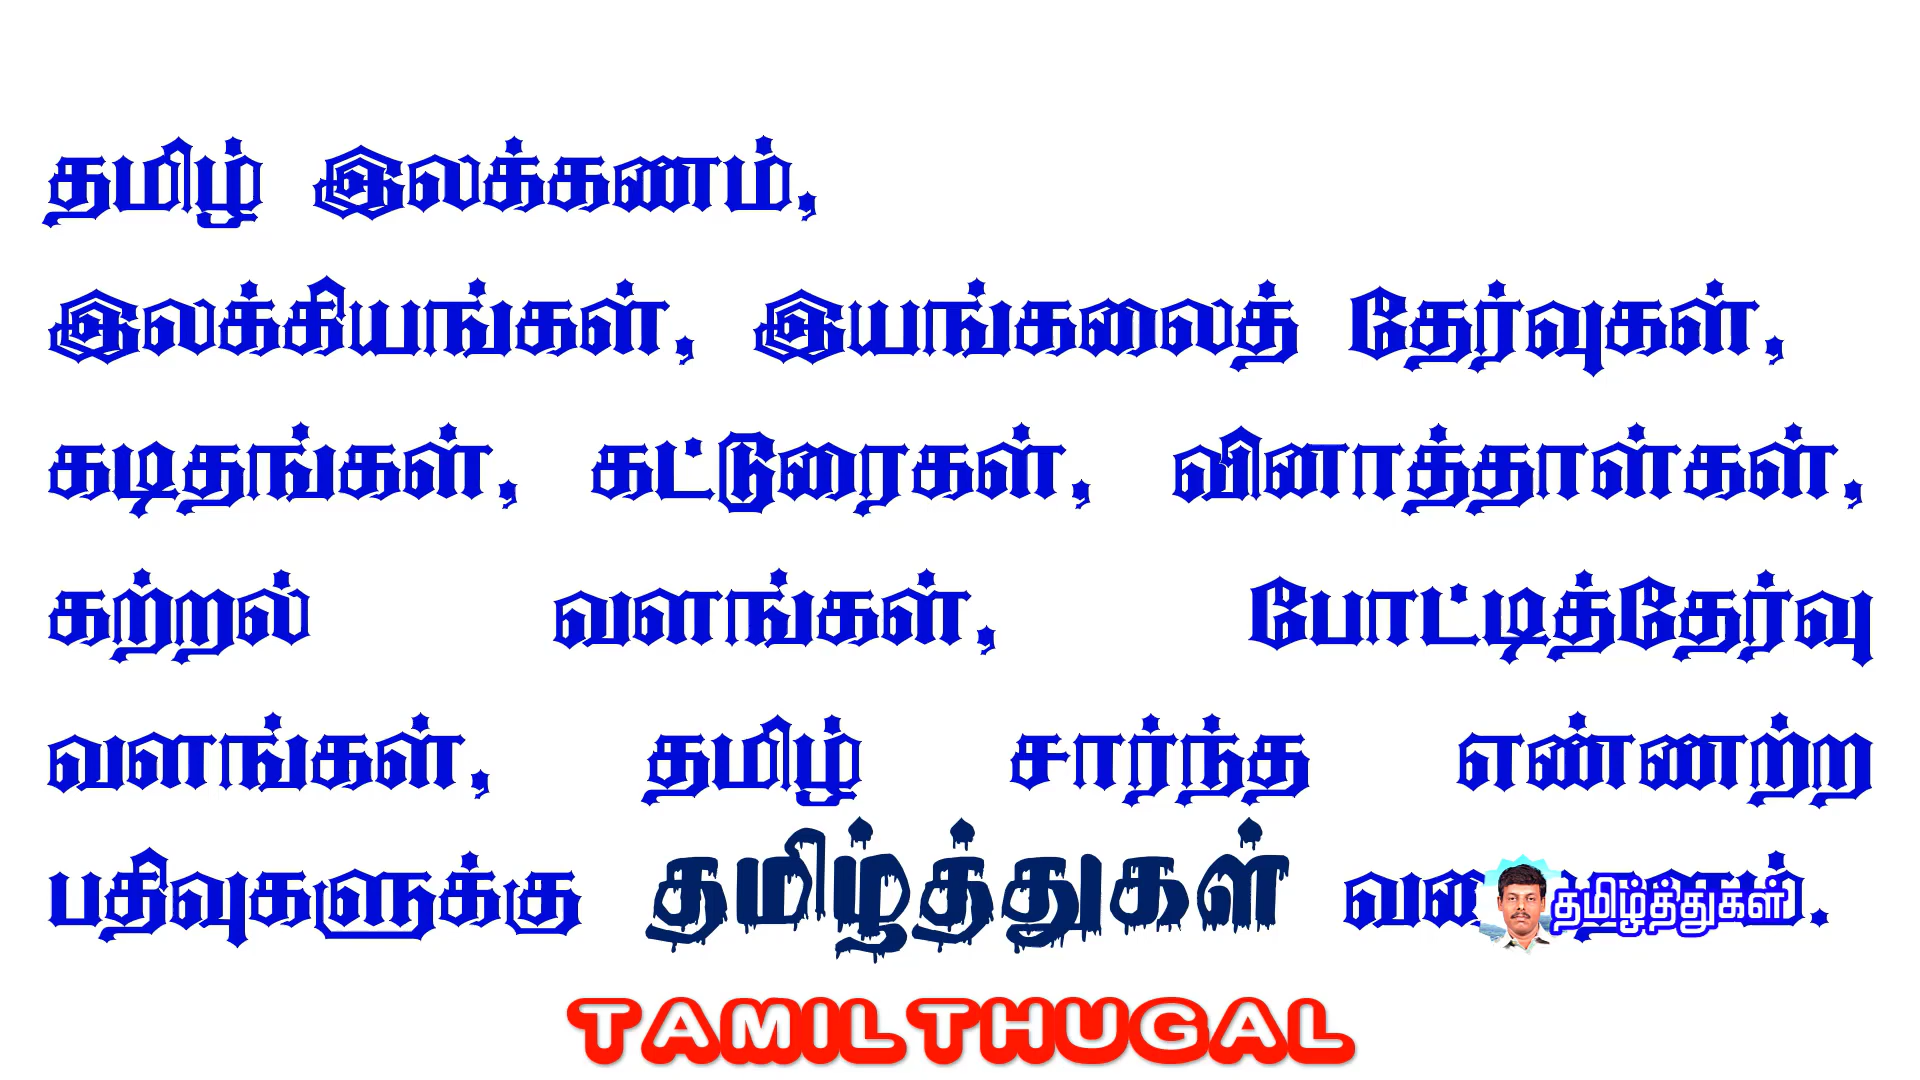 தமிழ் இலக்கணம்,
இலக்கியங்கள், இயங்கலைத் தேர்வுகள்,
கடிதங்கள், கட்டுரைகள், வினாத்தாள்கள்,
கற்றல் வளங்கள், போட்டித்தேர்வு
வளங்கள், தமிழ் சார்ந்த எண்ணற்ற
பதிவுகளுக்கு தமிழ்த்துகள்
தமிழ்த்துகள்
TAMILTHUGAL